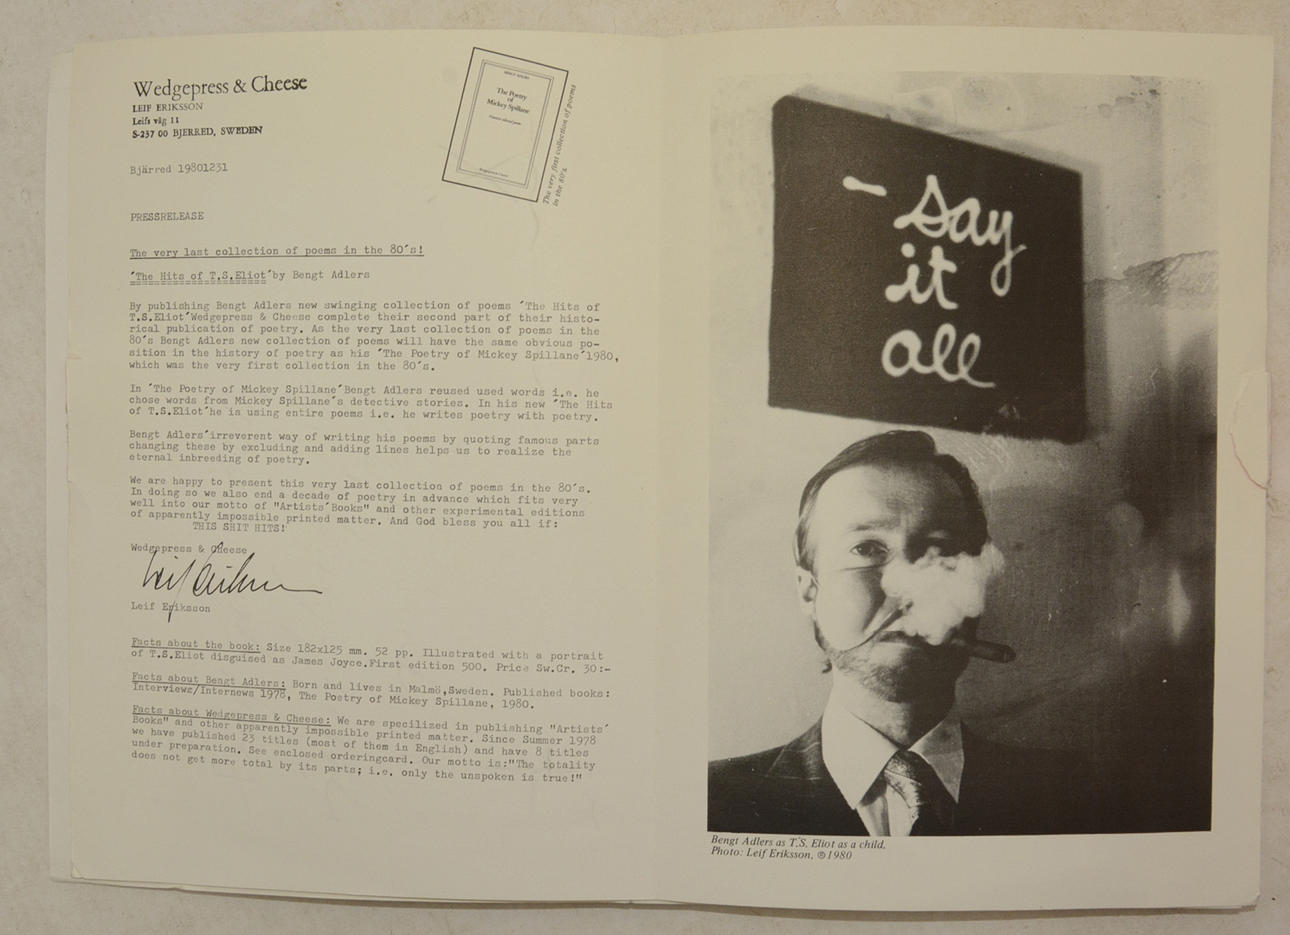 Wedgepress & Cheese
LEIF ERIKSSON
Leifs väg 11
S-237 00 BJERRED, SWEDEN
BENGT ADLERS
The Poetry
of
Mickey Spillane
Wedgepress & Cheese
The very first collection of poems
in the 80's
Bjärred 19801231
PRESSRELEASE
The very last collection of poems in the 80´s!
´The Hits of T.S.Eliot´by Bengt Adlers
By publishing Bengt Adlers new swinging collection of poems ´The Hits of
T.S.Eliot´Wedgepress & Cheese complete their second part of their histo-
rical publication of poetry. As the very last collection of poems in the
80´s Bengt Adlers new collection of poems will have the same obvious po-
sition in the history of poetry as his ´The Poetry of Mickey Spillane´1980,
which was the very first collection in the 80´s.
In ´The Poetry of Mickey Spillane´Bengt Adlers reused used words i.e. he
chose words from Mickey Spillane´s detective stories. In his new ´The Hits
of T.S.Eliot´he is using entire poems i.e. he writes poetry with poetry.
Bengt Adlers´irreverent way of writing his poems by quoting famous parts
changing these by excluding and adding lines helps us to realize the
eternal inbreeding of poetry.
We are happy to present this very last collection of poems in the 80´s.
In doing so we also end a decade of poetry in advance which fits very
well into our motto of "Artists´Books" and other experimental editions
of apparently impossible printed matter. And God bless you all if:
THIS SHIT HITS!
Wedgepress & Cheese
Leif Eriksson
Leif Eriksson
Facts about the book: Size 182x125 mm. 52 pp. Illustrated with a portrait
of T.S.Eliot disguised as James Joyce.First edition 500. Price Sw.Cr. 30:-
Facts about Bengt Adlers: Born and lives in Malmö,Sweden. Published books:
Interviews/Internews 1978, The Poetry of Mickey Spillane, 1980.
Facts about Wedgepress & Cheese: We are specilized in publishing "Artists´
Books" and other apparently impossible printed matter. Since Summer 1978
we have published 23 titles (most of them in English) and have 8 titles
under preparation. See enclosed orderingcard. Our motto is:"The totality
does not get more total by its parts; i.e. only the unspoken is true!"
– say
it
all
Bengt Adlers as T.S. Eliot as a child.
Photo: Leif Eriksson, ©1980